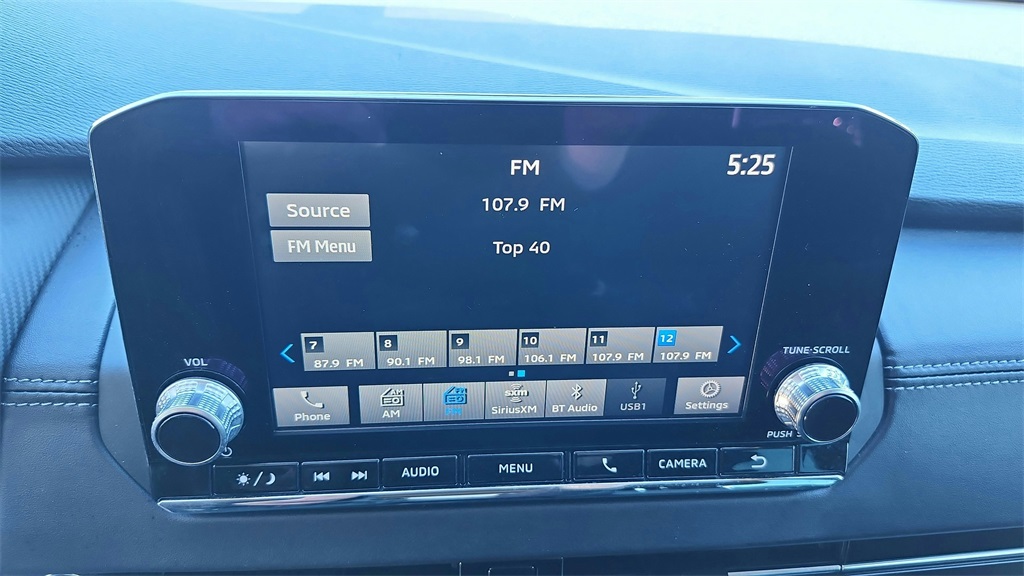 FM
5:25
107.9 FM
Source
FM Menu
Top 40
7 8 9 10 11 12
87.9 FM 90.1 FM 98.1 FM 106.1 FM 107.9 FM 107.9 FM
VOL
TUNE-SCROLL
Phone
AM
sxm
SiriusXM
BT Audio
USB1
Settings
PUSH
AUDIO
MENU
CAMERA